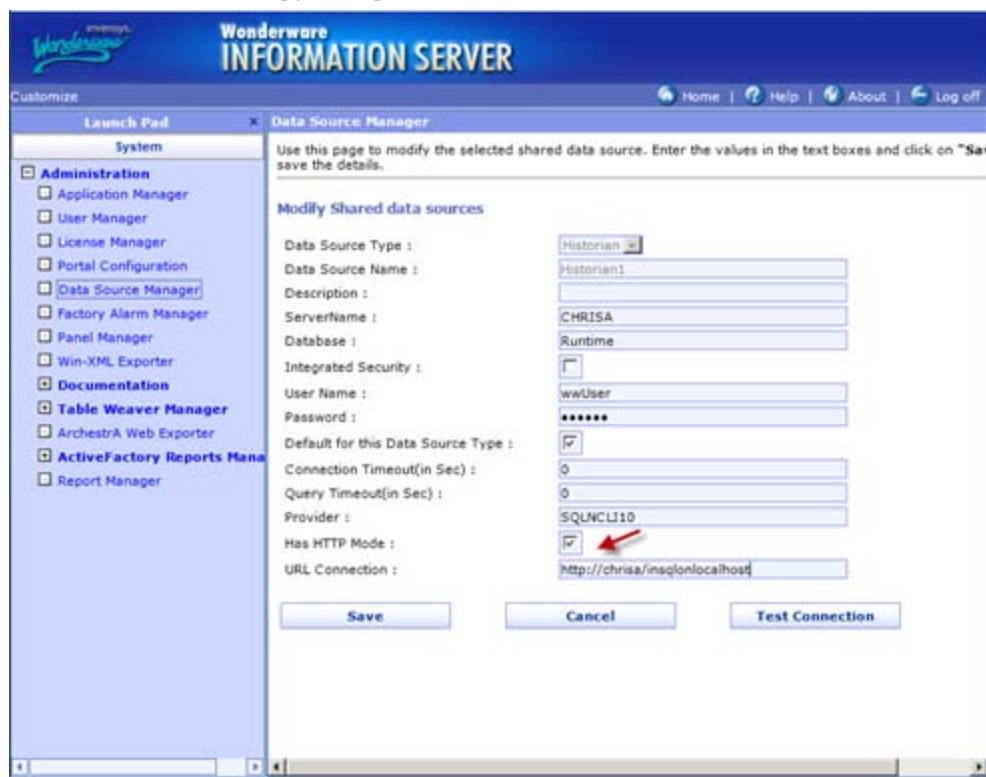 invensys
Wonderware
Wonderware
INFORMATION SERVER
Customize
Home | Help | About | Log off
Launch Pad ×
System
Administration
Application Manager
User Manager
License Manager
Portal Configuration
Data Source Manager
Factory Alarm Manager
Panel Manager
Win-XML Exporter
Documentation
Table Weaver Manager
ArchestrA Web Exporter
ActiveFactory Reports Mana
Report Manager
Data Source Manager
Use this page to modify the selected shared data source. Enter the values in the text boxes and click on "Sav
save the details.
Modify Shared data sources
Data Source Type : Historian
Data Source Name : Historian1
Description :
ServerName : CHRISA
Database : Runtime
Integrated Security :
User Name : wwUser
Password : ••••••
Default for this Data Source Type :
Connection Timeout(in Sec) : 0
Query Timeout(in Sec) : 0
Provider : SQLNCLI10
Has HTTP Mode :
URL Connection : http://chrisa/insqlonlocalhost
Save Cancel Test Connection